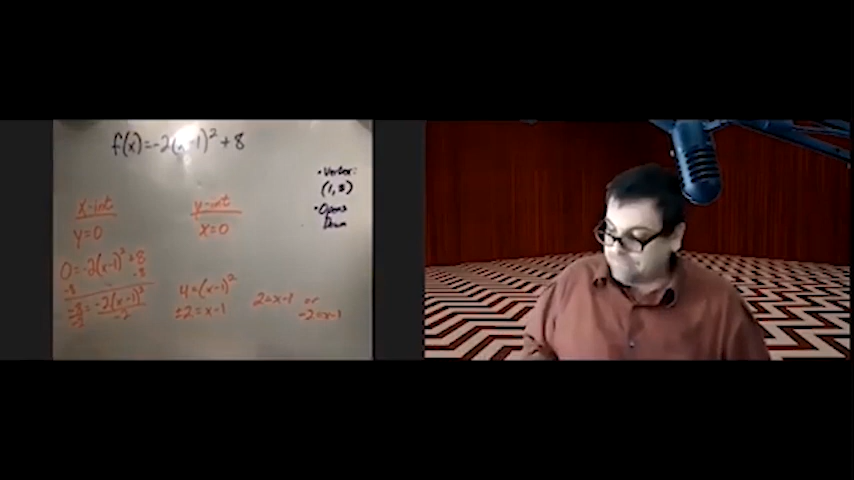 f(x)=-2(x-1)²+8
• Vertex:
(1,8)
• Opens
Down
x-int
y=0
y-int
x=0
0=-2(x-1)²+8
-8 -8
-8=-2(x-1)²
-2 -2
4=(x-1)²
±2=x-1
2=x-1 or
-2=x-1